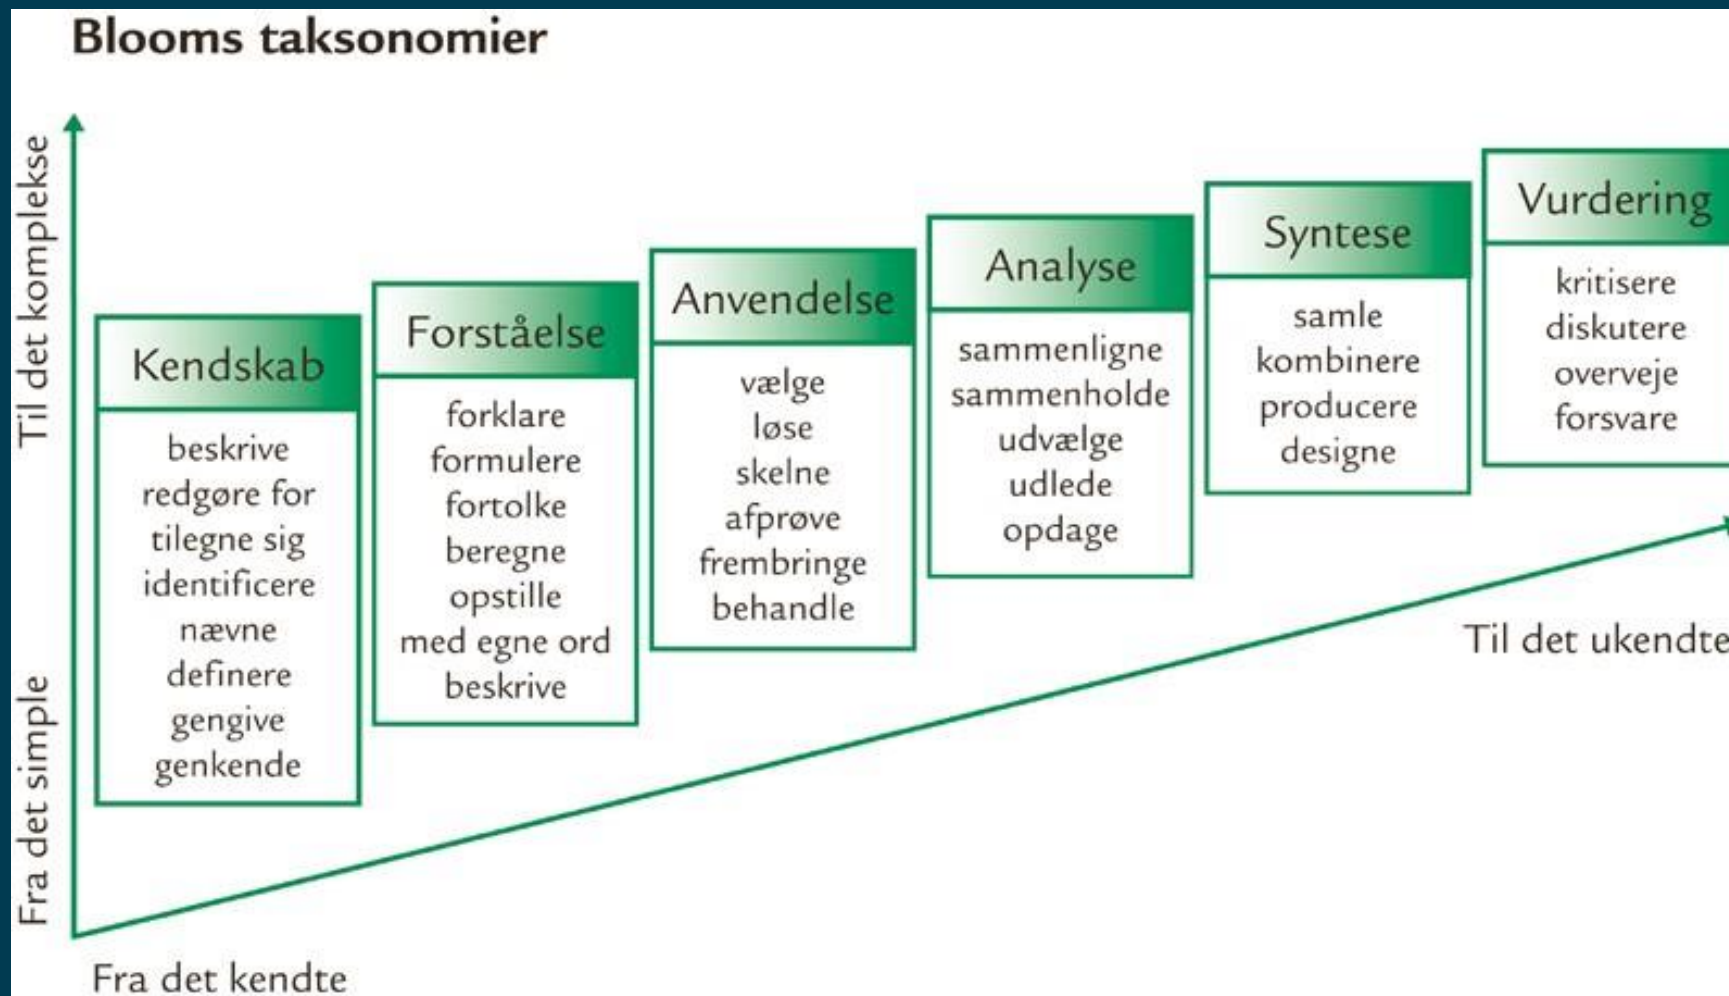 Blooms taksonomier
Til det komplekse
Fra det simple
Kendskab
beskrive
redgøre for
tilegne sig
identificere
nævne
definere
gengive
genkende
Forståelse
forklare
formulere
fortolke
beregne
opstille
med egne ord
beskrive
Anvendelse
vælge
løse
skelne
afprøve
frembringe
behandle
Analyse
sammenligne
sammenholde
udvælge
udlede
opdage
Syntese
samle
kombinere
producere
designe
Vurdering
kritisere
diskutere
overveje
forsvare
Til det ukendte
Fra det kendte